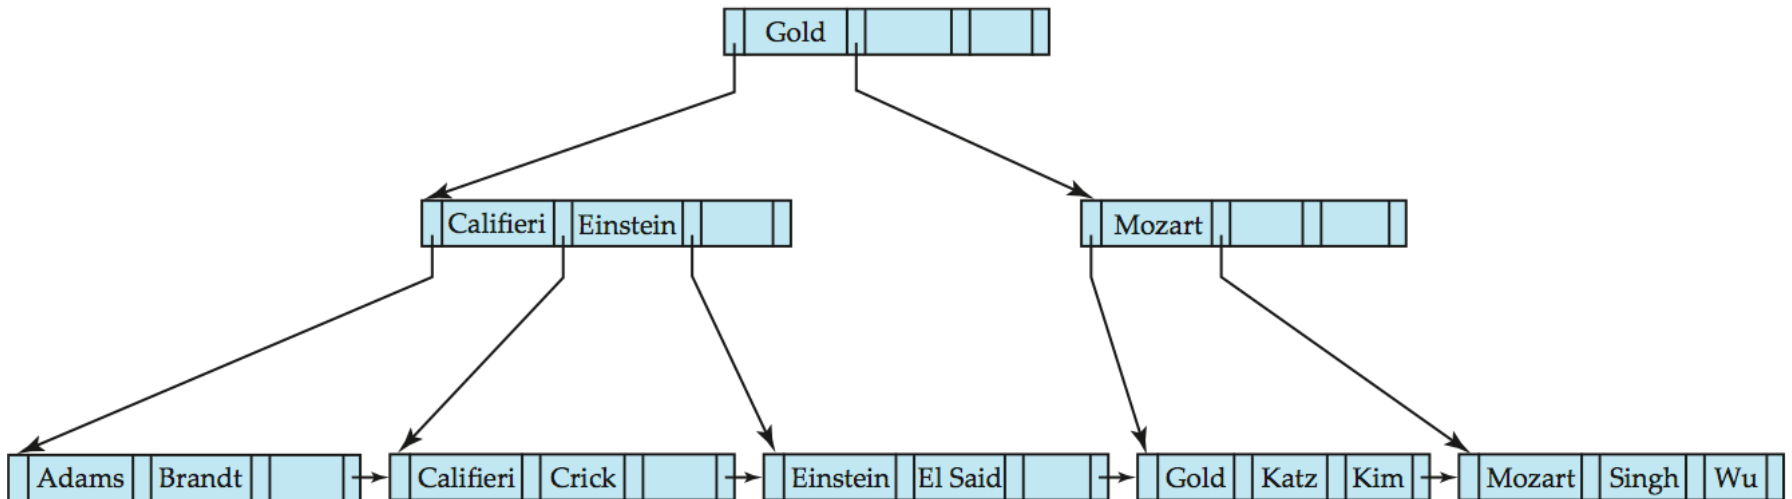 Gold
Califieri Einstein
Mozart
Adams Brandt
Califieri Crick
Einstein El Said
Gold Katz Kim
Mozart Singh Wu